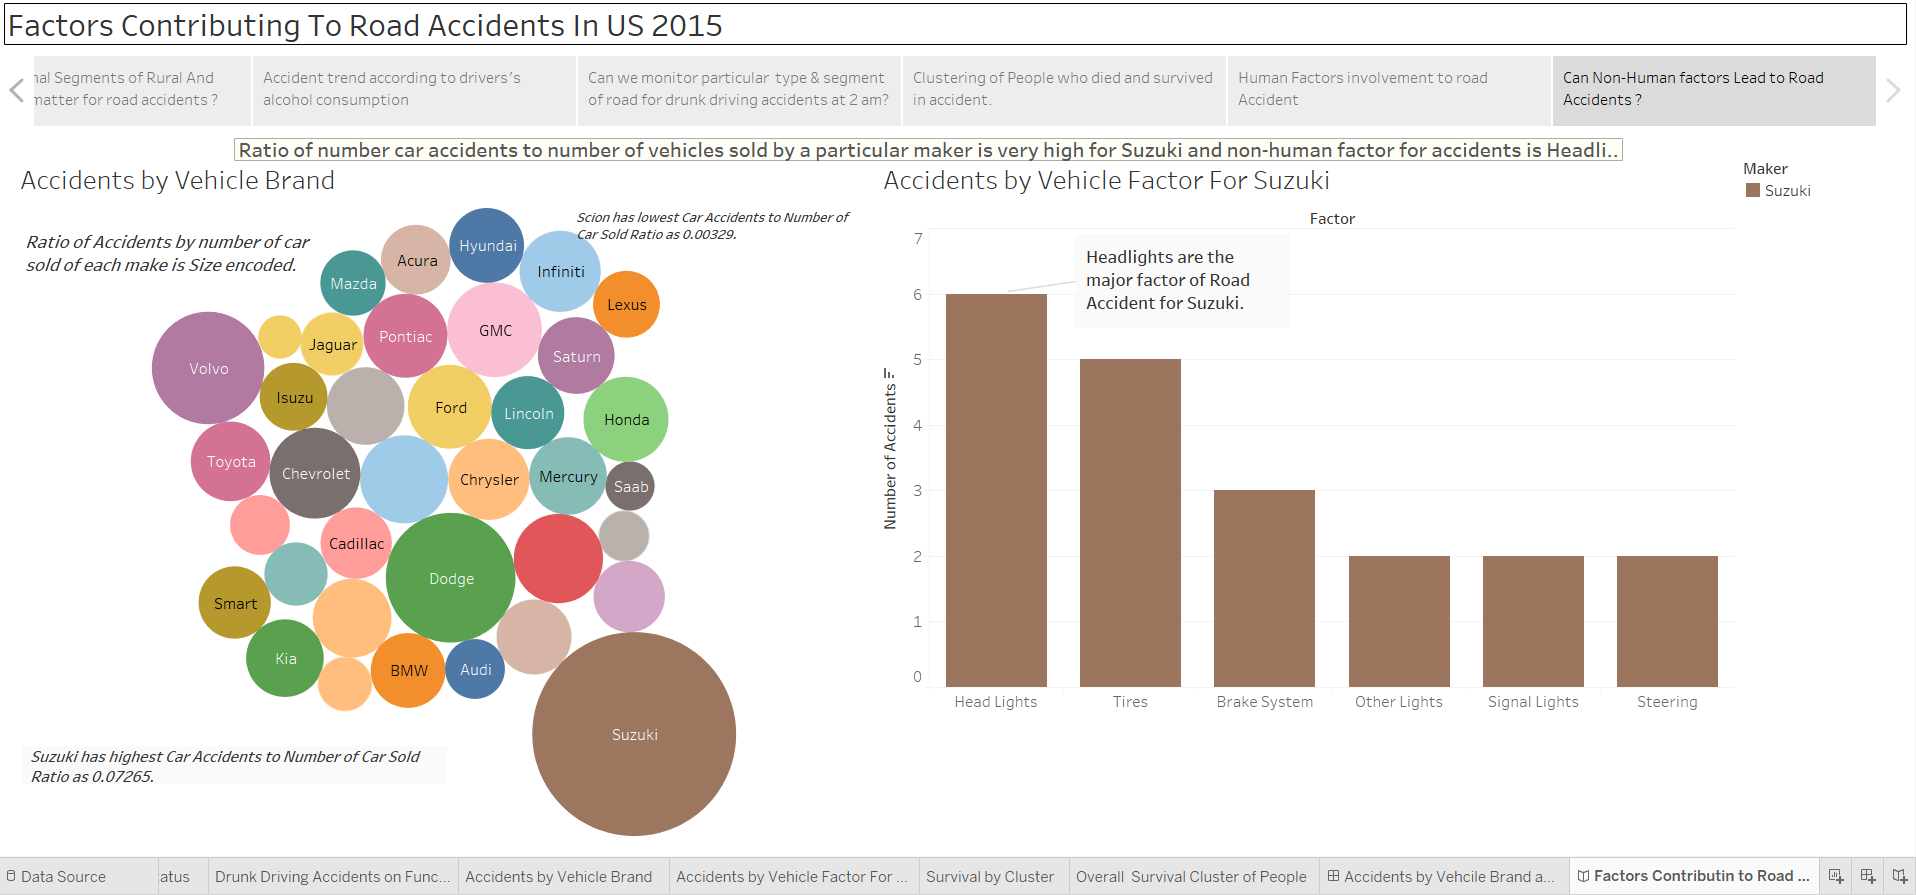 Factors Contributing To Road Accidents In US 2015
nal Segments of Rural And
matter for road accidents ?
Accident trend according to drivers's
alcohol consumption
Can we monitor particular type & segment
of road for drunk driving accidents at 2 am?
Clustering of People who died and survived
in accident.
Human Factors involvement to road
Accident
Can Non-Human factors Lead to Road
Accidents ?
Ratio of number car accidents to number of vehicles sold by a particular maker is very high for Suzuki and non-human factor for accidents is Headli..
Accidents by Vehicle Brand
Ratio of Accidents by number of car
sold of each make is Size encoded.
Scion has lowest Car Accidents to Number of
Car Sold Ratio as 0.00329.
Hyundai
Acura
Infiniti
Mazda
Lexus
GMC
Pontiac
Jaguar
Saturn
Volvo
Isuzu
Ford
Lincoln
Honda
Toyota
Chevrolet
Chrysler
Mercury
Saab
Cadillac
Dodge
Smart
Kia
BMW
Audi
Suzuki
Suzuki has highest Car Accidents to Number of Car Sold
Ratio as 0.07265.
Accidents by Vehicle Factor For Suzuki
Factor
Headlights are the
major factor of Road
Accident for Suzuki.
Number of Accidents
7
6
5
4
3
2
1
0
Head Lights
Tires
Brake System
Other Lights
Signal Lights
Steering
Maker
Suzuki
Data Source
atus
Drunk Driving Accidents on Func...
Accidents by Vehicle Brand
Accidents by Vehicle Factor For ...
Survival by Cluster
Overall Survival Cluster of People
Accidents by Vehcile Brand a...
Factors Contributin to Road ...